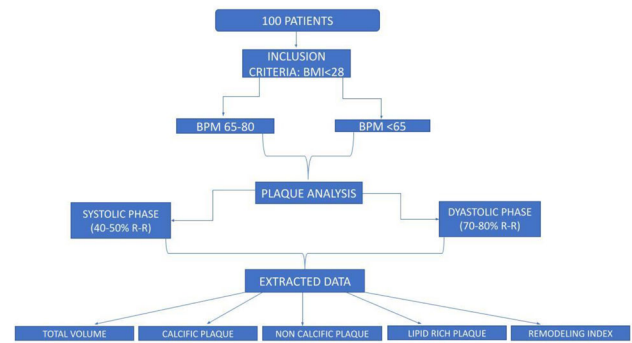 100 PATIENTS
INCLUSION
CRITERIA: BMI<28
BPM 65-80
BPM <65
PLAQUE ANALYSIS
SYSTOLIC PHASE
(40-50% R-R)
DYASTOLIC PHASE
(70-80% R-R)
EXTRACTED DATA
TOTAL VOLUME
CALCIFIC PLAQUE
NON CALCIFIC PLAQUE
LIPID RICH PLAQUE
REMODELING INDEX